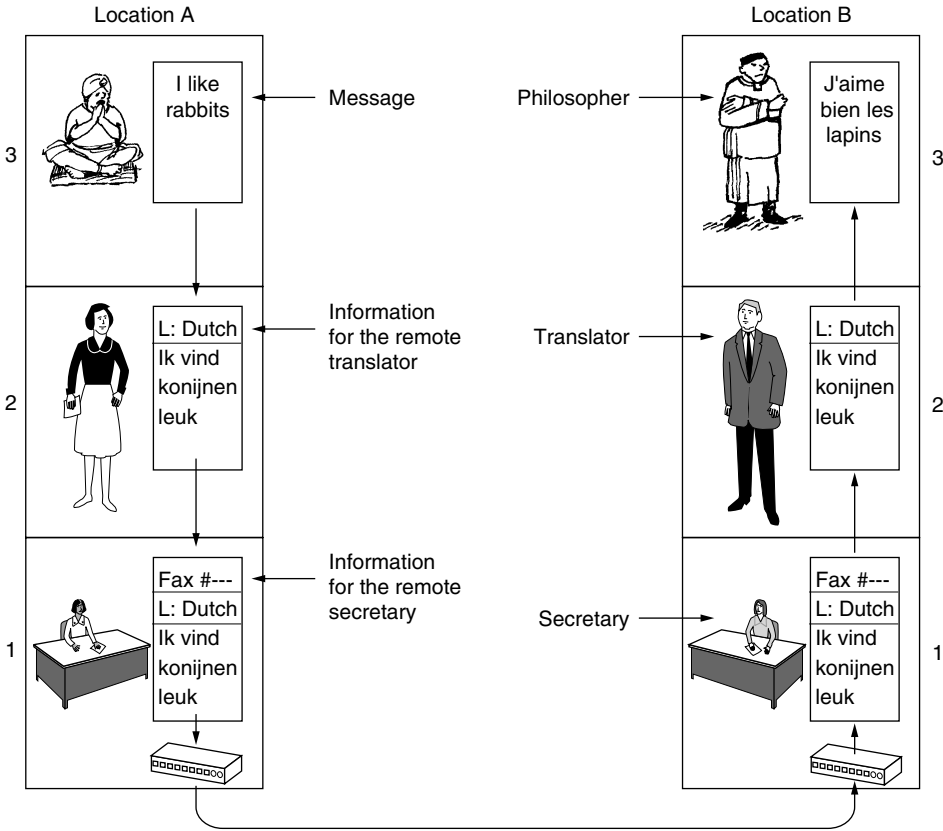 Location A
Location B
I like
rabbits
Message
Philosopher
J'aime
bien les
lapins
3
3
L: Dutch
Ik vind
konijnen
leuk
Information
for the remote
translator
Translator
L: Dutch
Ik vind
konijnen
leuk
2
2
Fax #---
L: Dutch
Ik vind
konijnen
leuk
Information
for the remote
secretary
Secretary
Fax #---
L: Dutch
Ik vind
konijnen
leuk
1
1